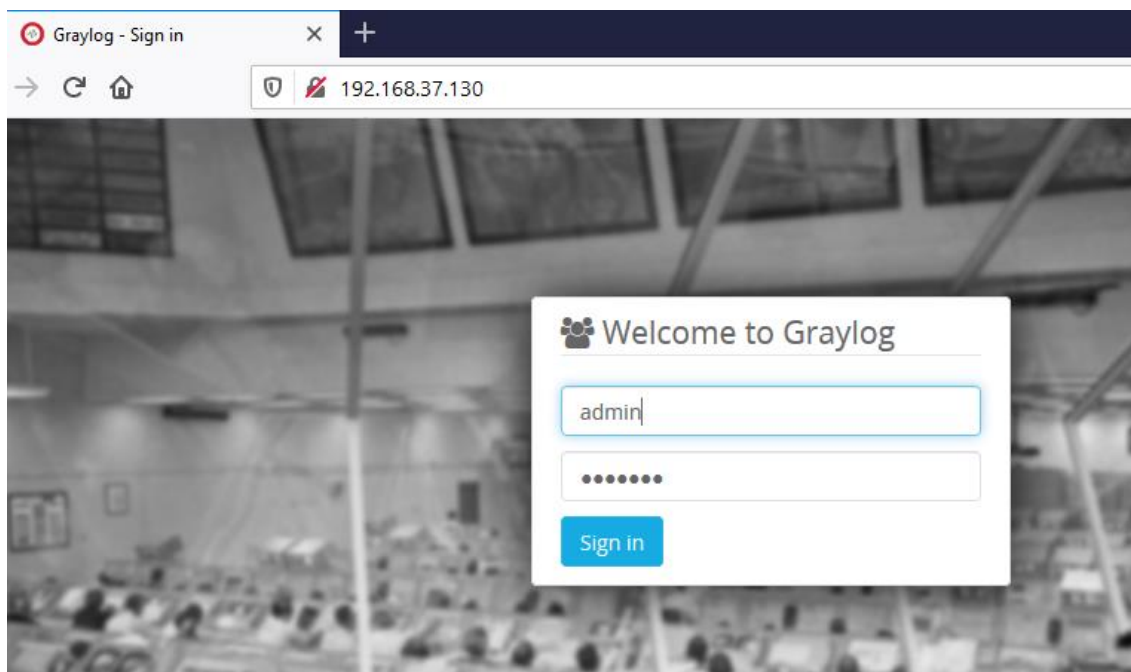 Graylog - Sign in
192.168.37.130
Welcome to Graylog
admin
•••••••
Sign in